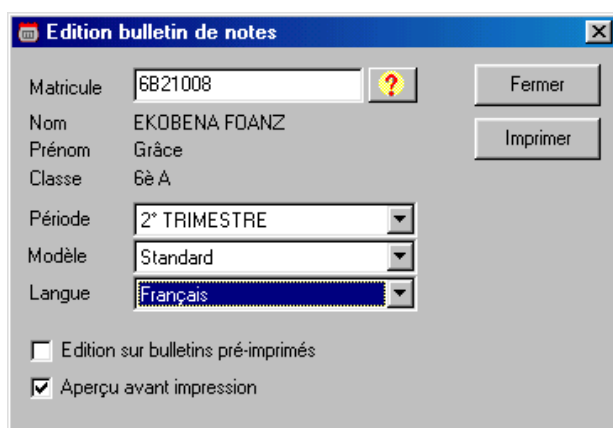 Edition bulletin de notes
Matricule 6B21008 ? Fermer
Nom EKOBENA FOANZ Imprimer
Prénom Grâce
Classe 6è A
Période 2° TRIMESTRE
Modèle Standard
Langue Français
Edition sur bulletins pré-imprimés
Aperçu avant impression